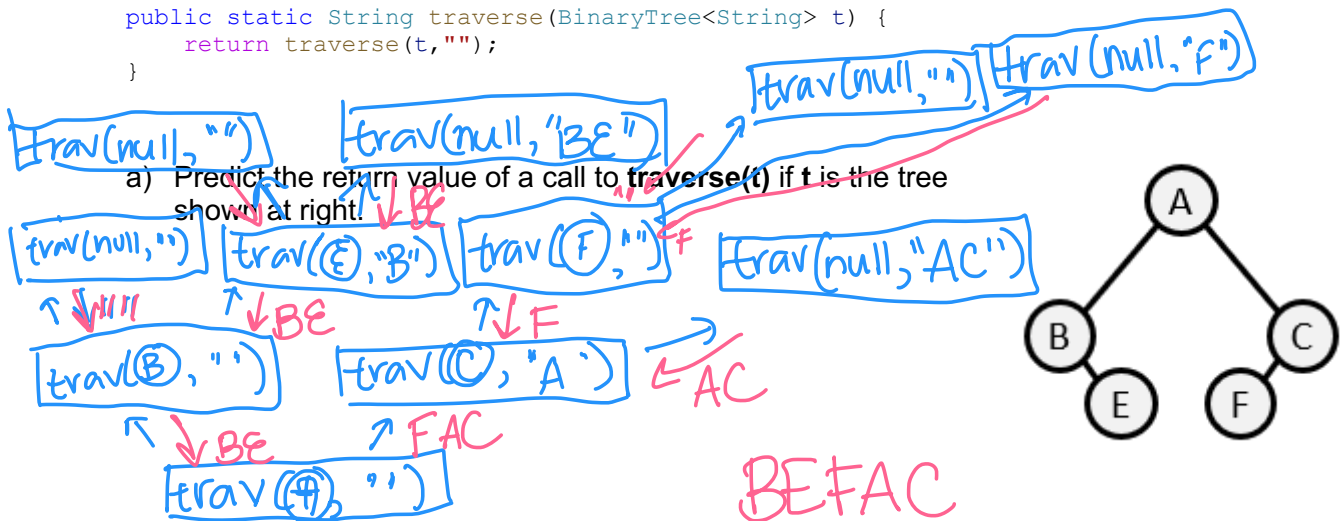 public static String traverse(BinaryTree<String> t) {
return traverse(t,"");
}
trav(null, "")
trav(null,"BE")
trav(null,"")
trav(null,"F")
a) Predict the return value of a call to traverse(t) if t is the tree
shown at right.
BE
""
trav(null,"")
trav(E,"B")
trav(F,"")
F
trav(null,"AC")
""
BE
F
trav(B, "")
trav(C, "A")
AC
BE
FAC
trav(A, "")
BEFAC
A
B
C
E
F